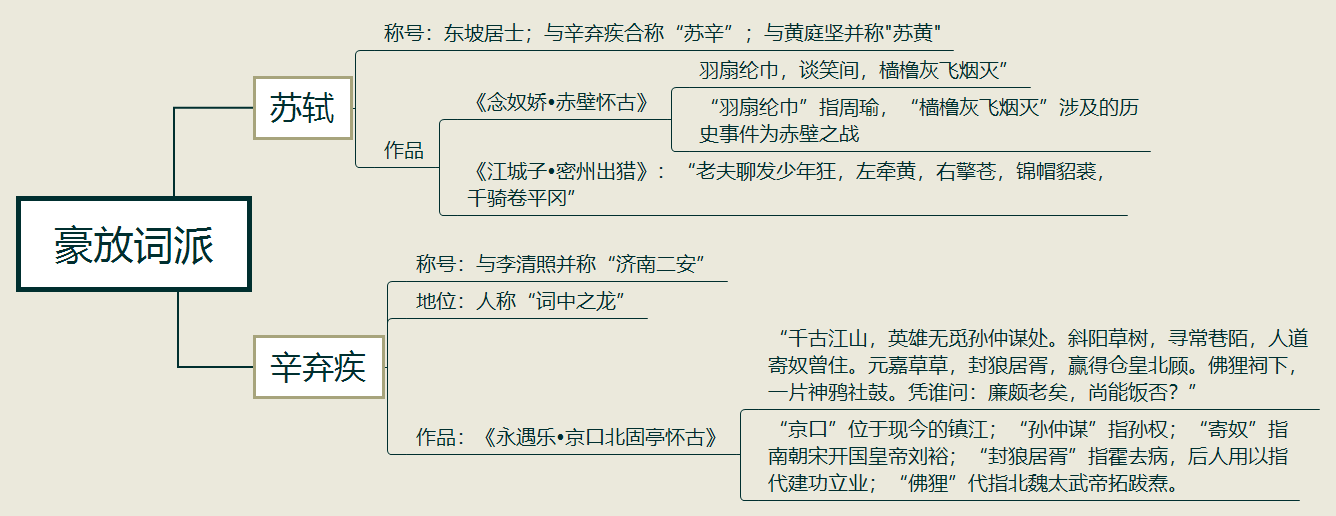 豪放词派
苏轼
称号：东坡居士；与辛弃疾合称“苏辛”；与黄庭坚并称"苏黄"
作品
《念奴娇•赤壁怀古》
羽扇纶巾，谈笑间，樯橹灰飞烟灭”
“羽扇纶巾”指周瑜，“樯橹灰飞烟灭”涉及的历
史事件为赤壁之战
《江城子•密州出猎》：“老夫聊发少年狂，左牵黄，右擎苍，锦帽貂裘，
千骑卷平冈”
辛弃疾
称号：与李清照并称“济南二安”
地位：人称“词中之龙”
作品：《永遇乐•京口北固亭怀古》
“千古江山，英雄无觅孙仲谋处。斜阳草树，寻常巷陌，人道
寄奴曾住。元嘉草草，封狼居胥，赢得仓皇北顾。佛狸祠下，
一片神鸦社鼓。凭谁问：廉颇老矣，尚能饭否？”
“京口”位于现今的镇江；“孙仲谋”指孙权；“寄奴”指
南朝宋开国皇帝刘裕；“封狼居胥”指霍去病，后人用以指
代建功立业；“佛狸”代指北魏太武帝拓跋焘。